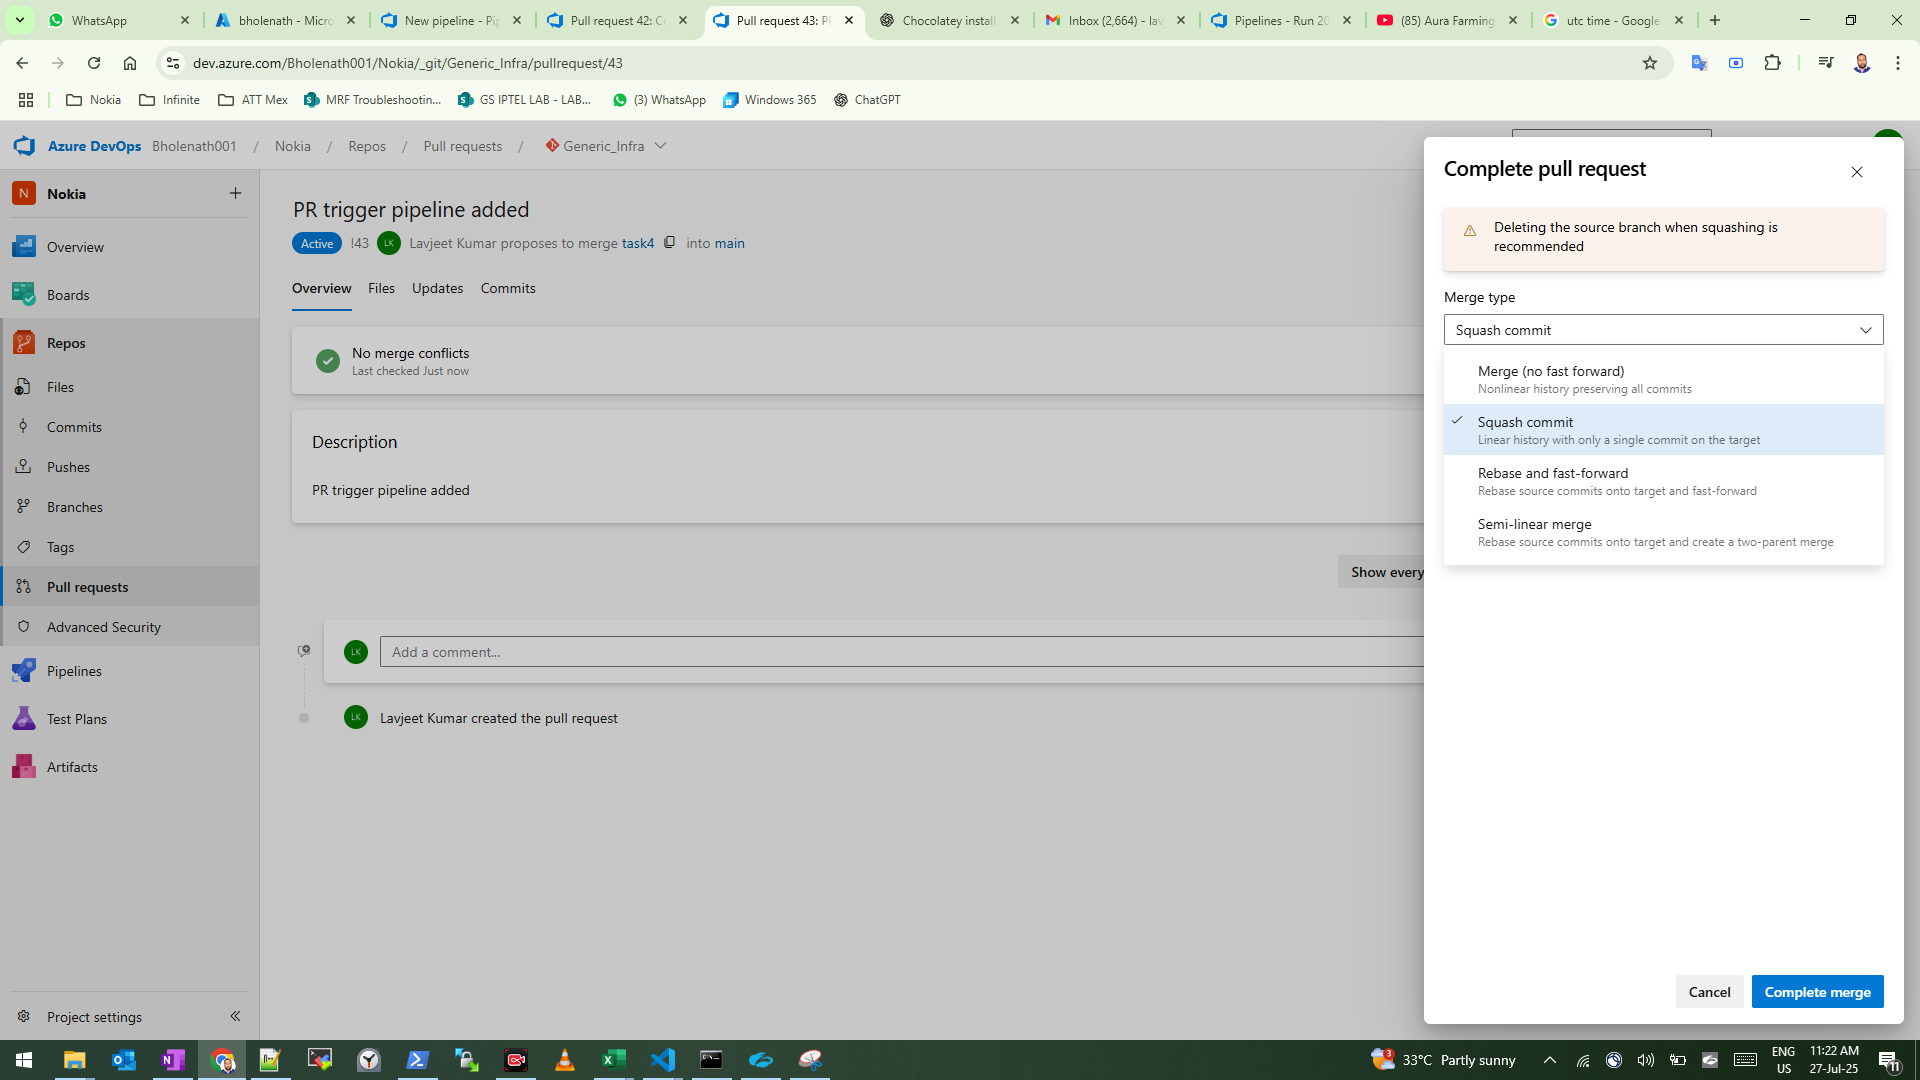 WhatsApp
bholenath - Micro
New pipeline - Pip
Pull request 42: C
Pull request 43: P
Chocolatey install
Inbox (2,664) - lav
Pipelines - Run 20
(85) Aura Farming
utc time - Google
dev.azure.com/Bholenath001/Nokia/_git/Generic_Infra/pullrequest/43
Nokia
Infinite
ATT Mex
MRF Troubleshootin...
GS IPTEL LAB - LAB...
(3) WhatsApp
Windows 365
ChatGPT
Azure DevOps Bholenath001 / Nokia / Repos / Pull requests / Generic_Infra
N Nokia
Overview
Boards
Repos
Files
Commits
Pushes
Branches
Tags
Pull requests
Advanced Security
Pipelines
Test Plans
Artifacts
Project settings
PR trigger pipeline added
Active !43 LK Lavjeet Kumar proposes to merge task4 into main
Overview Files Updates Commits
No merge conflicts
Last checked Just now
Description
PR trigger pipeline added
Show every
LK Add a comment...
LK Lavjeet Kumar created the pull request
Complete pull request
Deleting the source branch when squashing is
recommended
Merge type
Squash commit
Merge (no fast forward)
Nonlinear history preserving all commits
Squash commit
Linear history with only a single commit on the target
Rebase and fast-forward
Rebase source commits onto target and fast-forward
Semi-linear merge
Rebase source commits onto target and create a two-parent merge
Cancel
Complete merge
3
33°C Partly sunny
ENG
US
11:22 AM
27-Jul-25
11